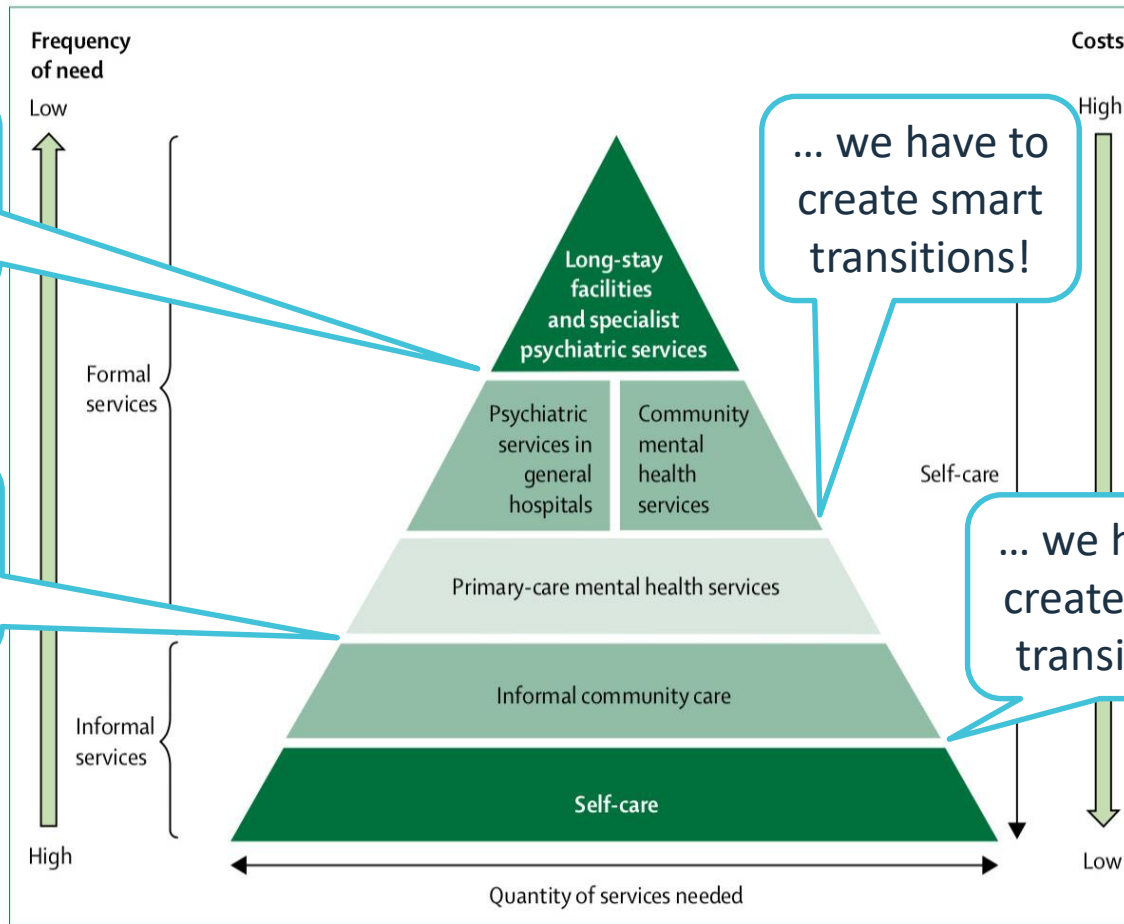 Frequency
of need
Low
Costs
High
... we have to
create smart
transitions!
Long-stay
facilities
and specialist
psychiatric services
Formal
services
Psychiatric
services in
general
hospitals
Community
mental
health
services
Self-care
... we
create
Primary-care mental health services
Informal community care
Informal
services
Self-care
High
Low
Quantity of services needed